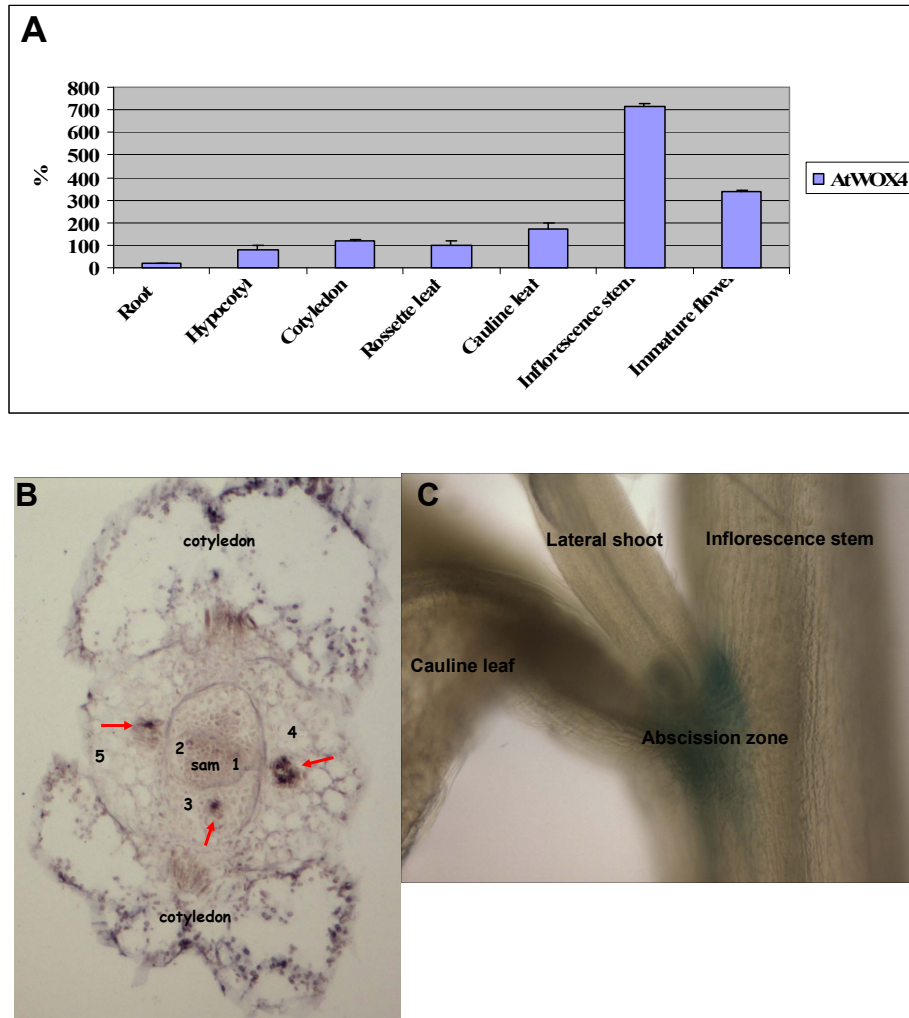 A
800
700
600
500
400
300
200
100
0
%
Root
Hypocotyl
Cotyledon
Rossette leaf
Cauline leaf
Inflorescence stem
Immature flower
AtWOX4
B
cotyledon
4
5
2
1
sam
3
cotyledon
C
Lateral shoot
Inflorescence stem
Cauline leaf
Abscission zone